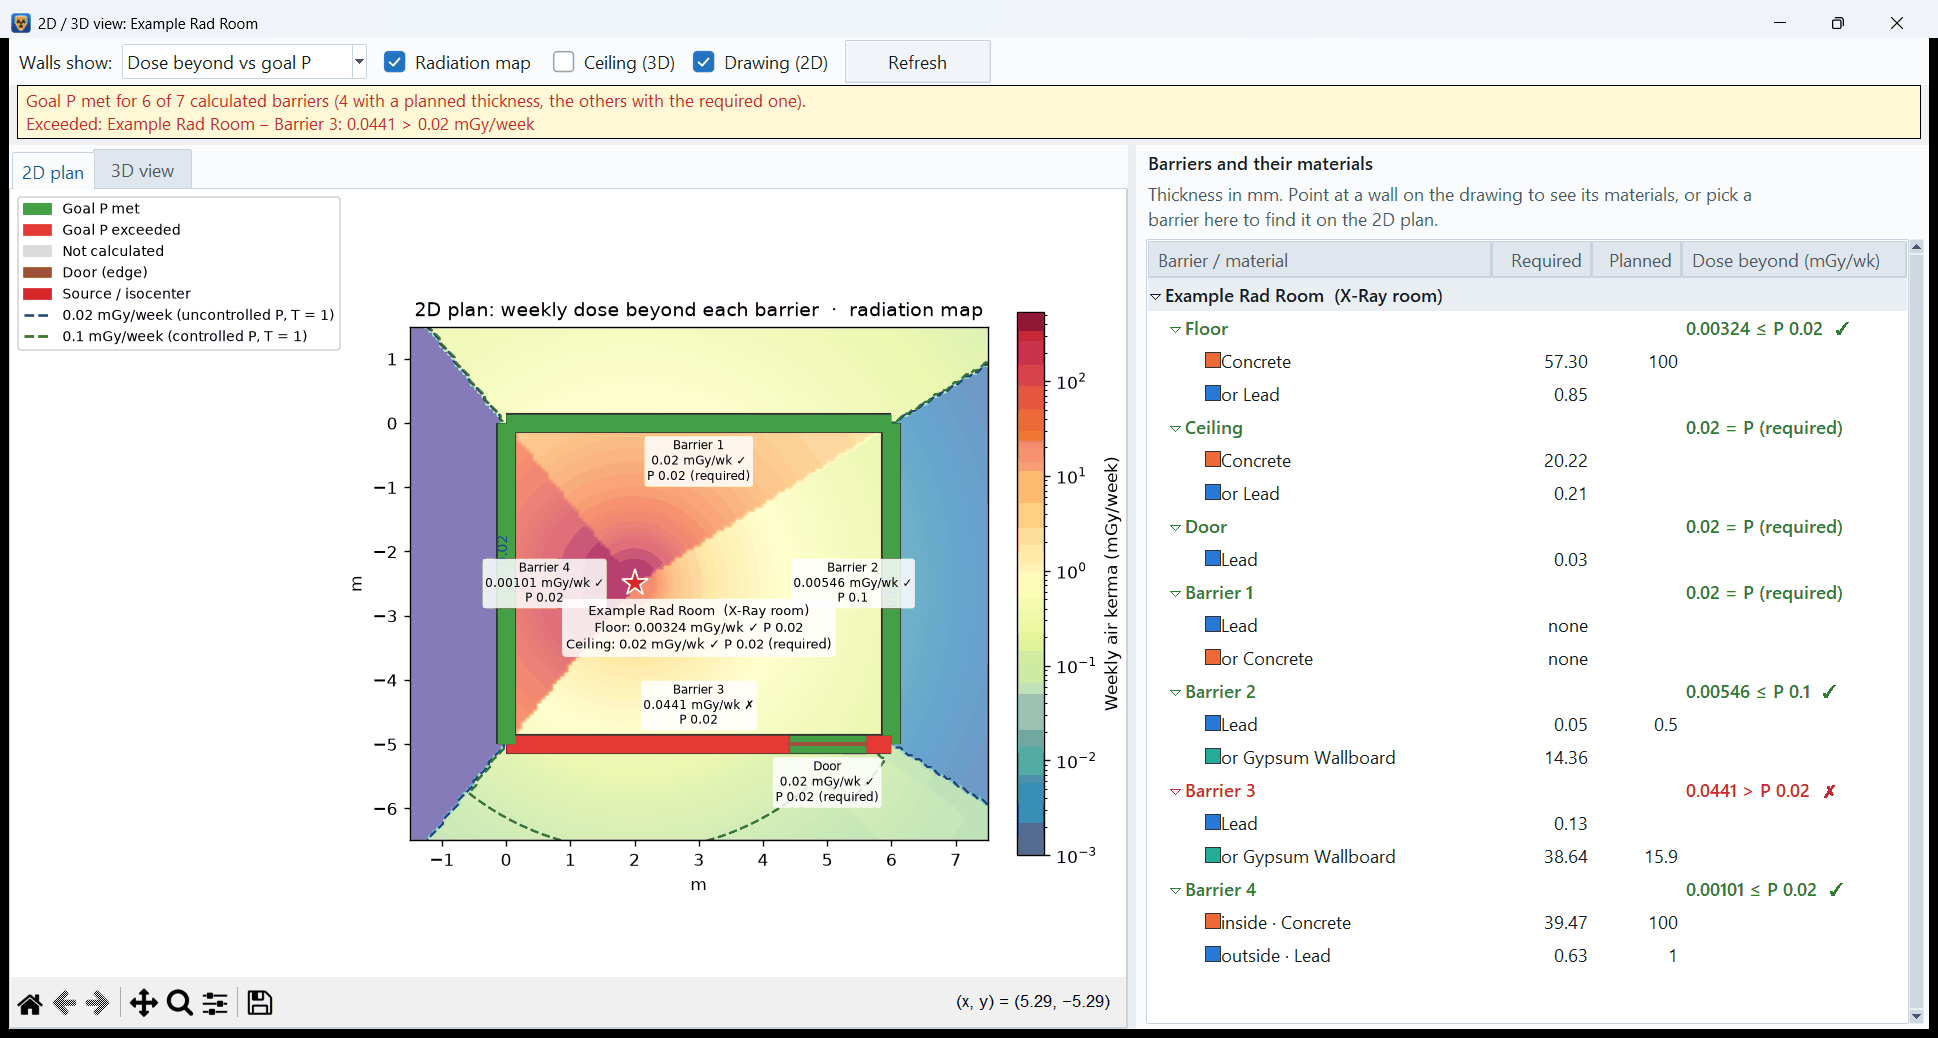 2D / 3D view: Example Rad Room
Walls show: Dose beyond vs goal P Radiation map Ceiling (3D) Drawing (2D) Refresh
Goal P met for 6 of 7 calculated barriers (4 with a planned thickness, the others with the required one).
Exceeded: Example Rad Room – Barrier 3: 0.0441 > 0.02 mGy/week
2D plan 3D view
Goal P met
Goal P exceeded
Not calculated
Door (edge)
Source / isocenter
0.02 mGy/week (uncontrolled P, T = 1)
0.1 mGy/week (controlled P, T = 1)
2D plan: weekly dose beyond each barrier · radiation map
1
0
−1
−2
−3
−4
−5
−6
m
−1 0 1 2 3 4 5 6 7
m
Barrier 1
0.02 mGy/wk ✓
P 0.02 (required)
Barrier 4
0.00101 mGy/wk ✓
P 0.02
Barrier 2
0.00546 mGy/wk ✓
P 0.1
Example Rad Room (X-Ray room)
Floor: 0.00324 mGy/wk ✓ P 0.02
Ceiling: 0.02 mGy/wk ✓ P 0.02 (required)
Barrier 3
0.0441 mGy/wk ✗
P 0.02
Door
0.02 mGy/wk ✓
P 0.02 (required)
10²
10¹
10⁰
10⁻¹
10⁻²
10⁻³
Weekly air kerma (mGy/week)
(x, y) = (5.29, −5.29)
Barriers and their materials
Thickness in mm. Point at a wall on the drawing to see its materials, or pick a
barrier here to find it on the 2D plan.
Barrier / material Required Planned Dose beyond (mGy/wk)
Example Rad Room (X-Ray room)
Floor 0.00324 ≤ P 0.02 ✓
Concrete 57.30 100
or Lead 0.85
Ceiling 0.02 = P (required)
Concrete 20.22
or Lead 0.21
Door 0.02 = P (required)
Lead 0.03
Barrier 1 0.02 = P (required)
Lead none
or Concrete none
Barrier 2 0.00546 ≤ P 0.1 ✓
Lead 0.05 0.5
or Gypsum Wallboard 14.36
Barrier 3 0.0441 > P 0.02 ✗
Lead 0.13
or Gypsum Wallboard 38.64 15.9
Barrier 4 0.00101 ≤ P 0.02 ✓
inside · Concrete 39.47 100
outside · Lead 0.63 1